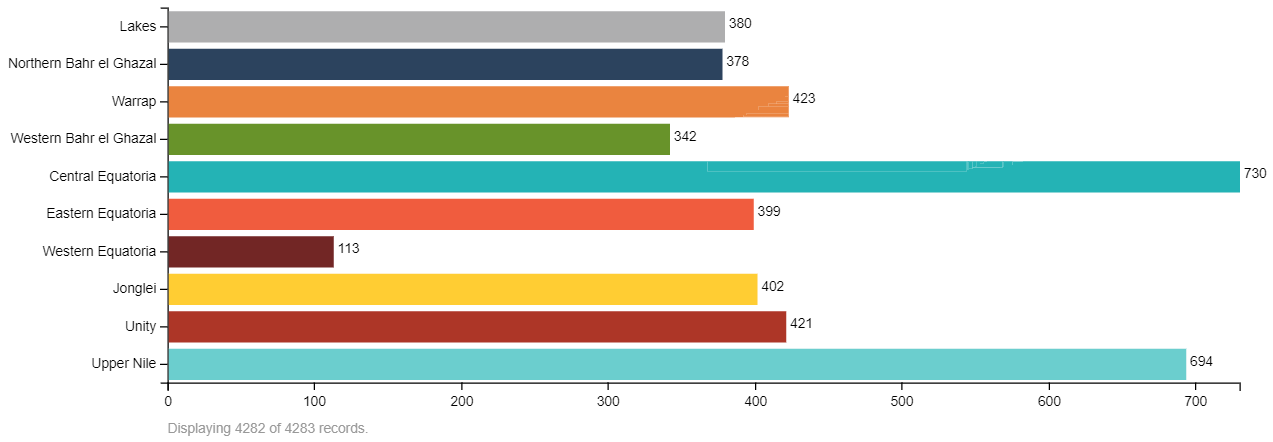 Lakes 380
Northern Bahr el Ghazal 378
Warrap 423
Western Bahr el Ghazal 342
Central Equatoria 730
Eastern Equatoria 399
Western Equatoria 113
Jonglei 402
Unity 421
Upper Nile 694
0 100 200 300 400 500 600 700
Displaying 4282 of 4283 records.